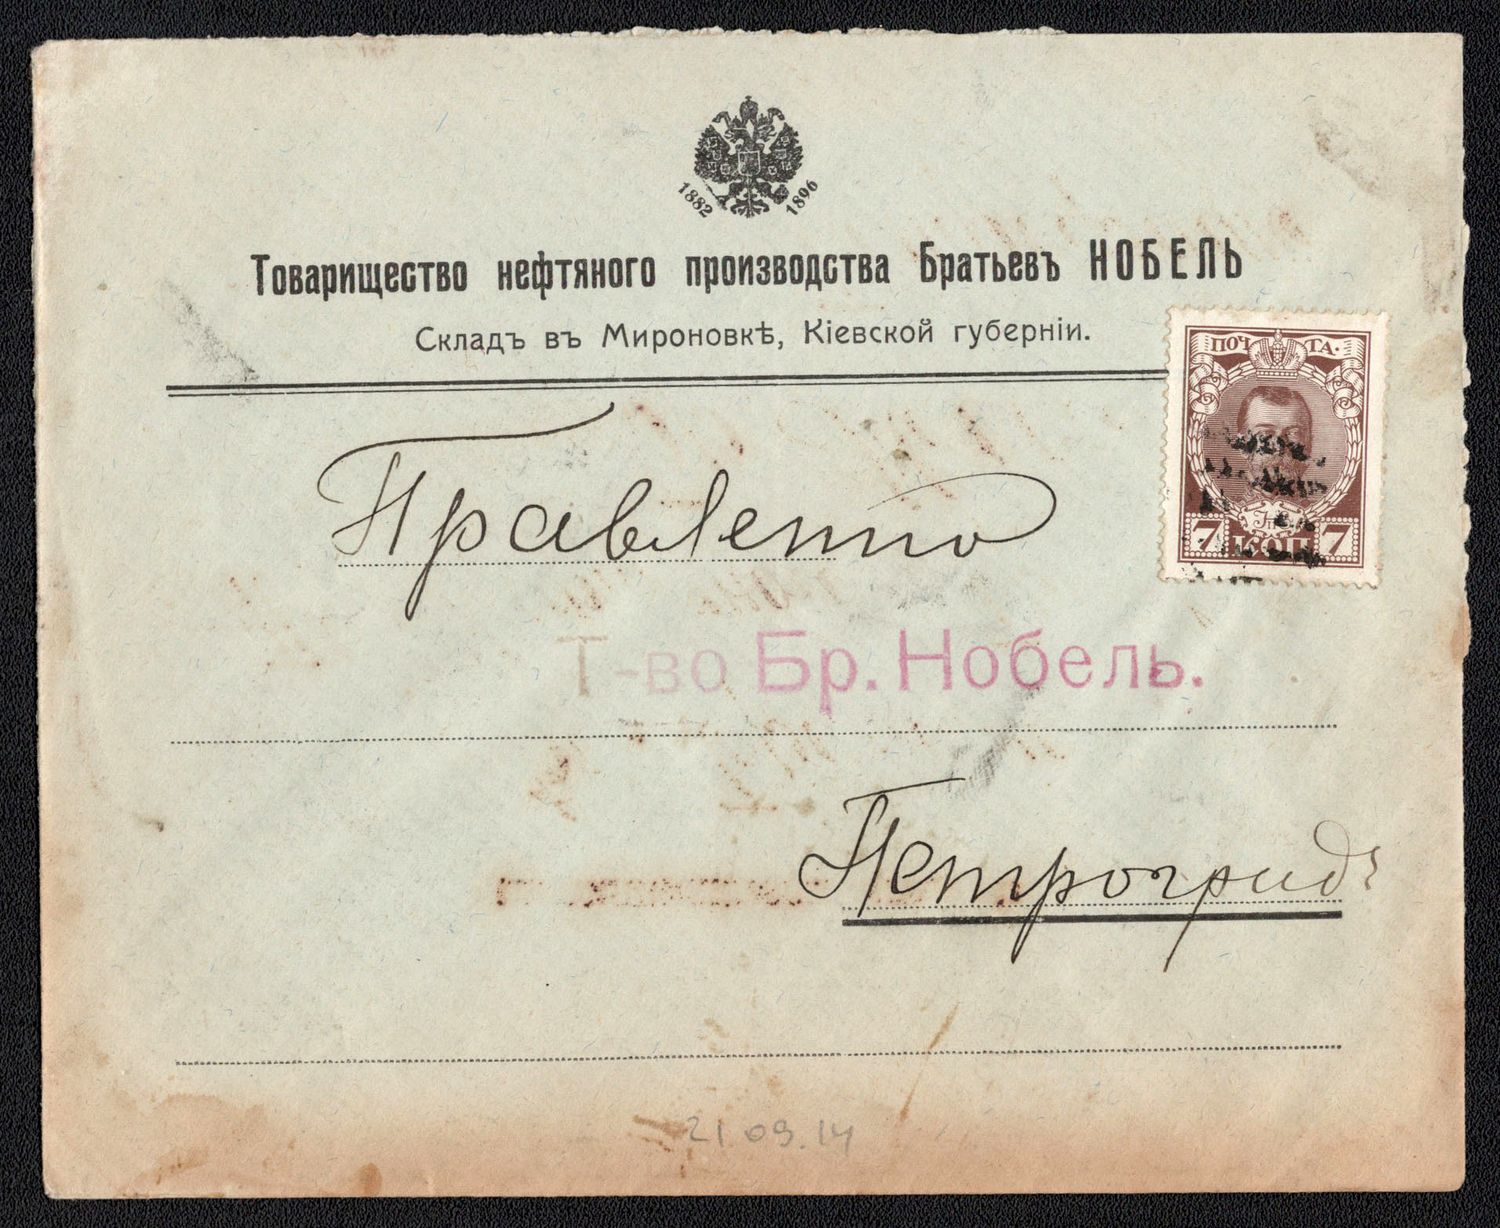 1882 1896
Товарищество нефтяного производства Братьевъ НОБЕЛЬ
Складъ въ Мироновкѣ, Кіевской губерніи.
ПОЧТА.
7 КОП 7
Правленію
Т-во Бр. Нобель.
Петроградъ
21 09.14